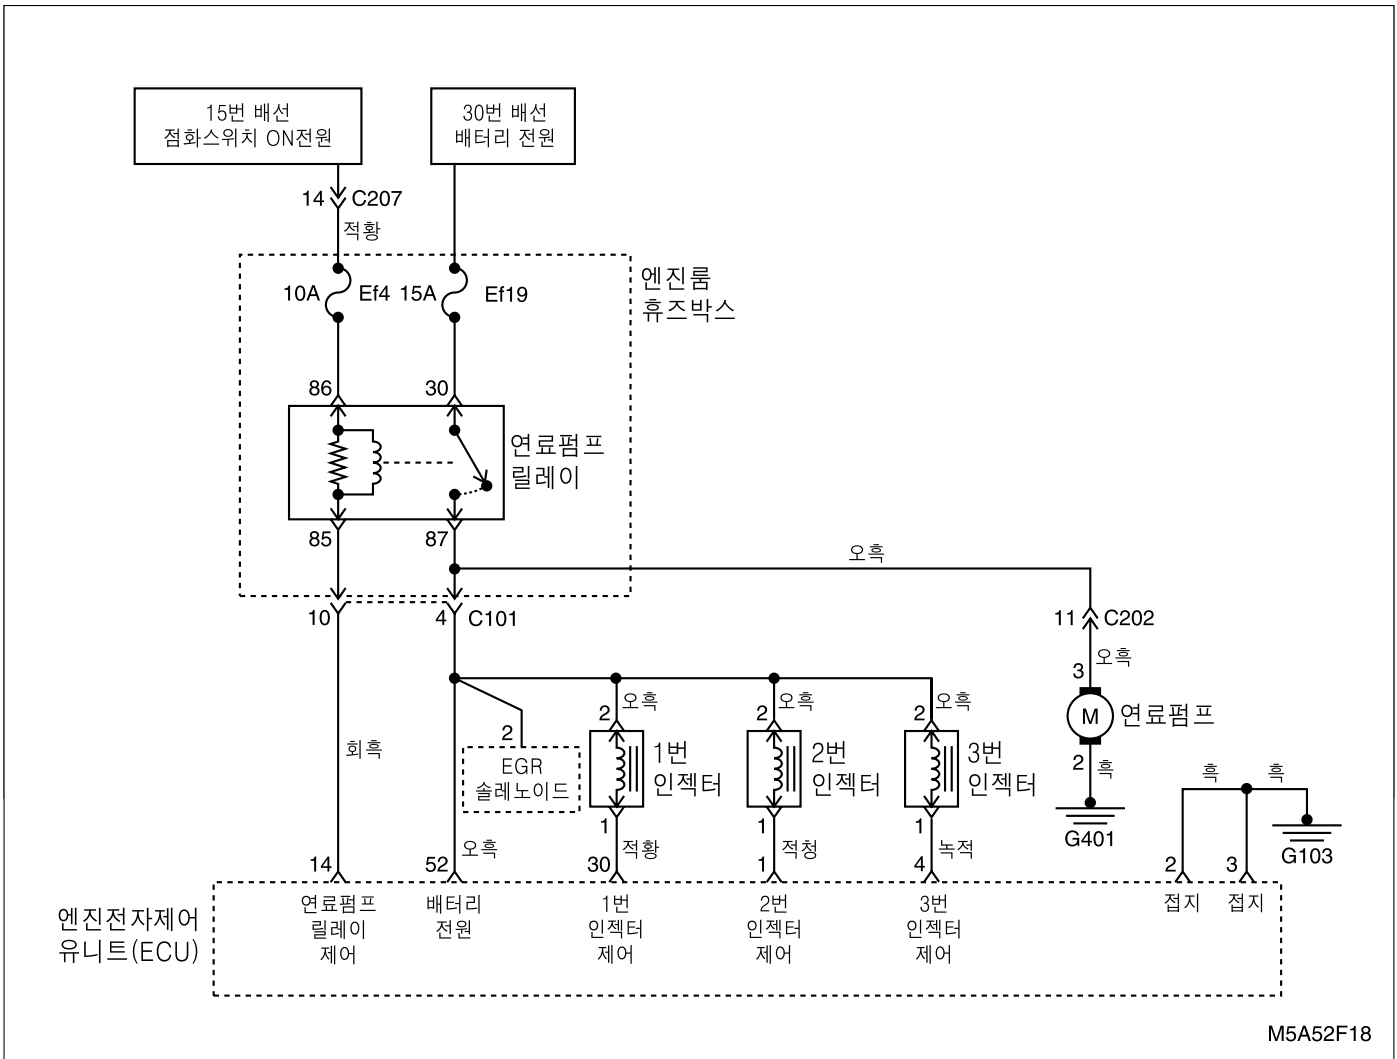 15번 배선
점화스위치 ON전원
30번 배선
배터리 전원
14
C207
적황
엔진룸
휴즈박스
10A
Ef4
15A
Ef19
86
30
연료펌프
릴레이
85
87
오흑
10
4
C101
11
C202
오흑
3
M
연료펌프
2
흑
G401
회흑
2
EGR
솔레노이드
2
오흑
1번
인젝터
1
적황
2
오흑
2번
인젝터
1
적청
2
오흑
3번
인젝터
1
녹적
흑
흑
G103
오흑
14
52
30
1
4
2
3
엔진전자제어
유니트(ECU)
연료펌프
릴레이
제어
배터리
전원
1번
인젝터
제어
2번
인젝터
제어
3번
인젝터
제어
접지
접지
M5A52F18